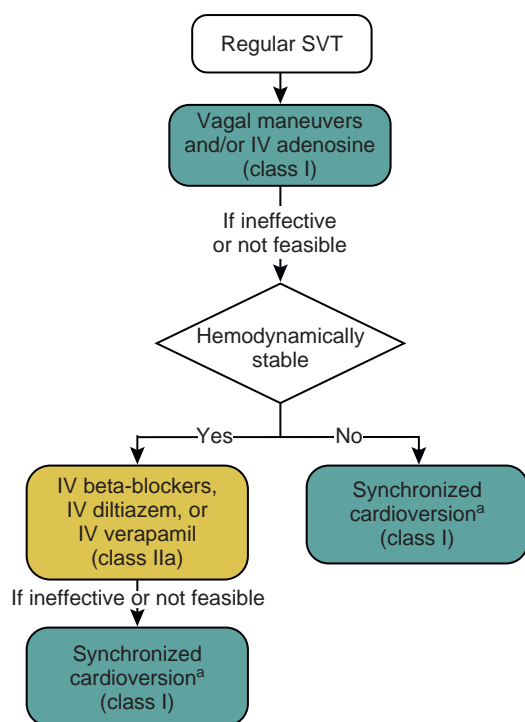 Regular SVT
Vagal maneuvers
and/or IV adenosine
(class I)
If ineffective
or not feasible
Hemodynamically
stable
Yes
No
IV beta-blockers,
IV diltiazem, or
IV verapamil
(class IIa)
Synchronized
cardioversionᵃ
(class I)
If ineffective or not feasible
Synchronized
cardioversionᵃ
(class I)